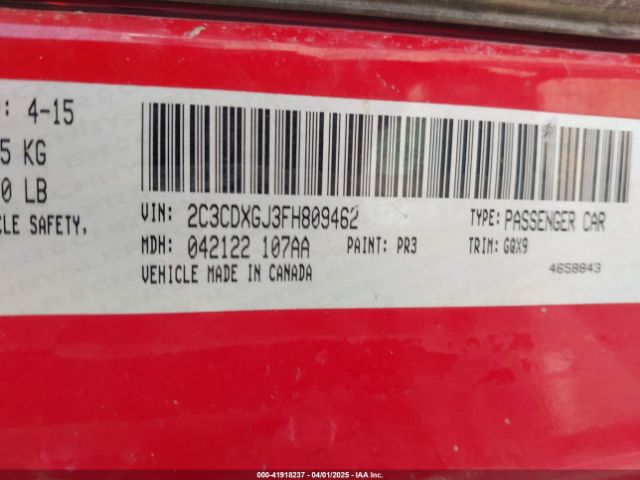 : 4-15
5 KG
0 LB
CLE SAFETY,
VIN: 2C3CDXGJ3FH809462
TYPE: PASSENGER CAR
MDH: 042122 107AA
PAINT: PR3
TRIM: GQX9
VEHICLE MADE IN CANADA
4658843
000-41918237 - 04/01/2025 - IAA Inc.